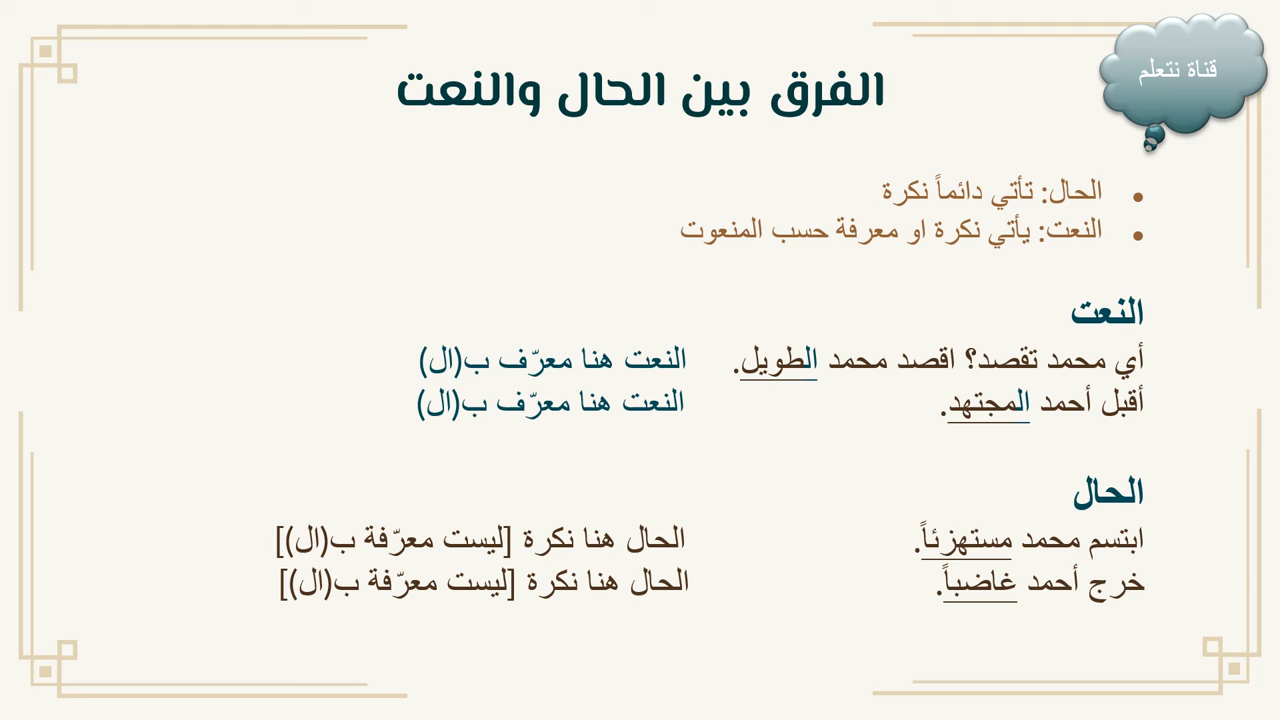 قناة نتعلم
الفرق بين الحال والنعت
• الحال: تأتي دائماً نكرة
• النعت: يأتي نكرة او معرفة حسب المنعوت
النعت
أي محمد تقصد؟ اقصد محمد الطويل. النعت هنا معرّف ب(ال)
أقبل أحمد المجتهد. النعت هنا معرّف ب(ال)
الحال
ابتسم محمد مستهزئاً. الحال هنا نكرة [ليست معرّفة ب(ال)]
خرج أحمد غاضباً. الحال هنا نكرة [ليست معرّفة ب(ال)]